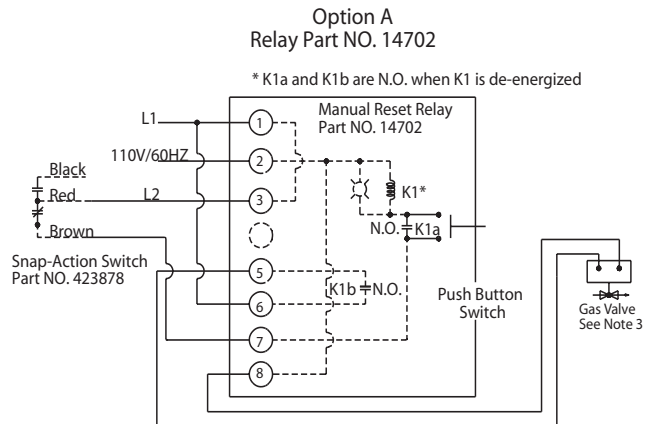 Option A
Relay Part NO. 14702
* K1a and K1b are N.O. when K1 is de-energized
Manual Reset Relay
Part NO. 14702
L1
1
110V/60HZ
2
Black
Red
L2
3
K1*
N.O.
K1a
Brown
Snap-Action Switch
Part NO. 423878
5
K1b
N.O.
6
Push Button
Switch
Gas Valve
See Note 3
7
8